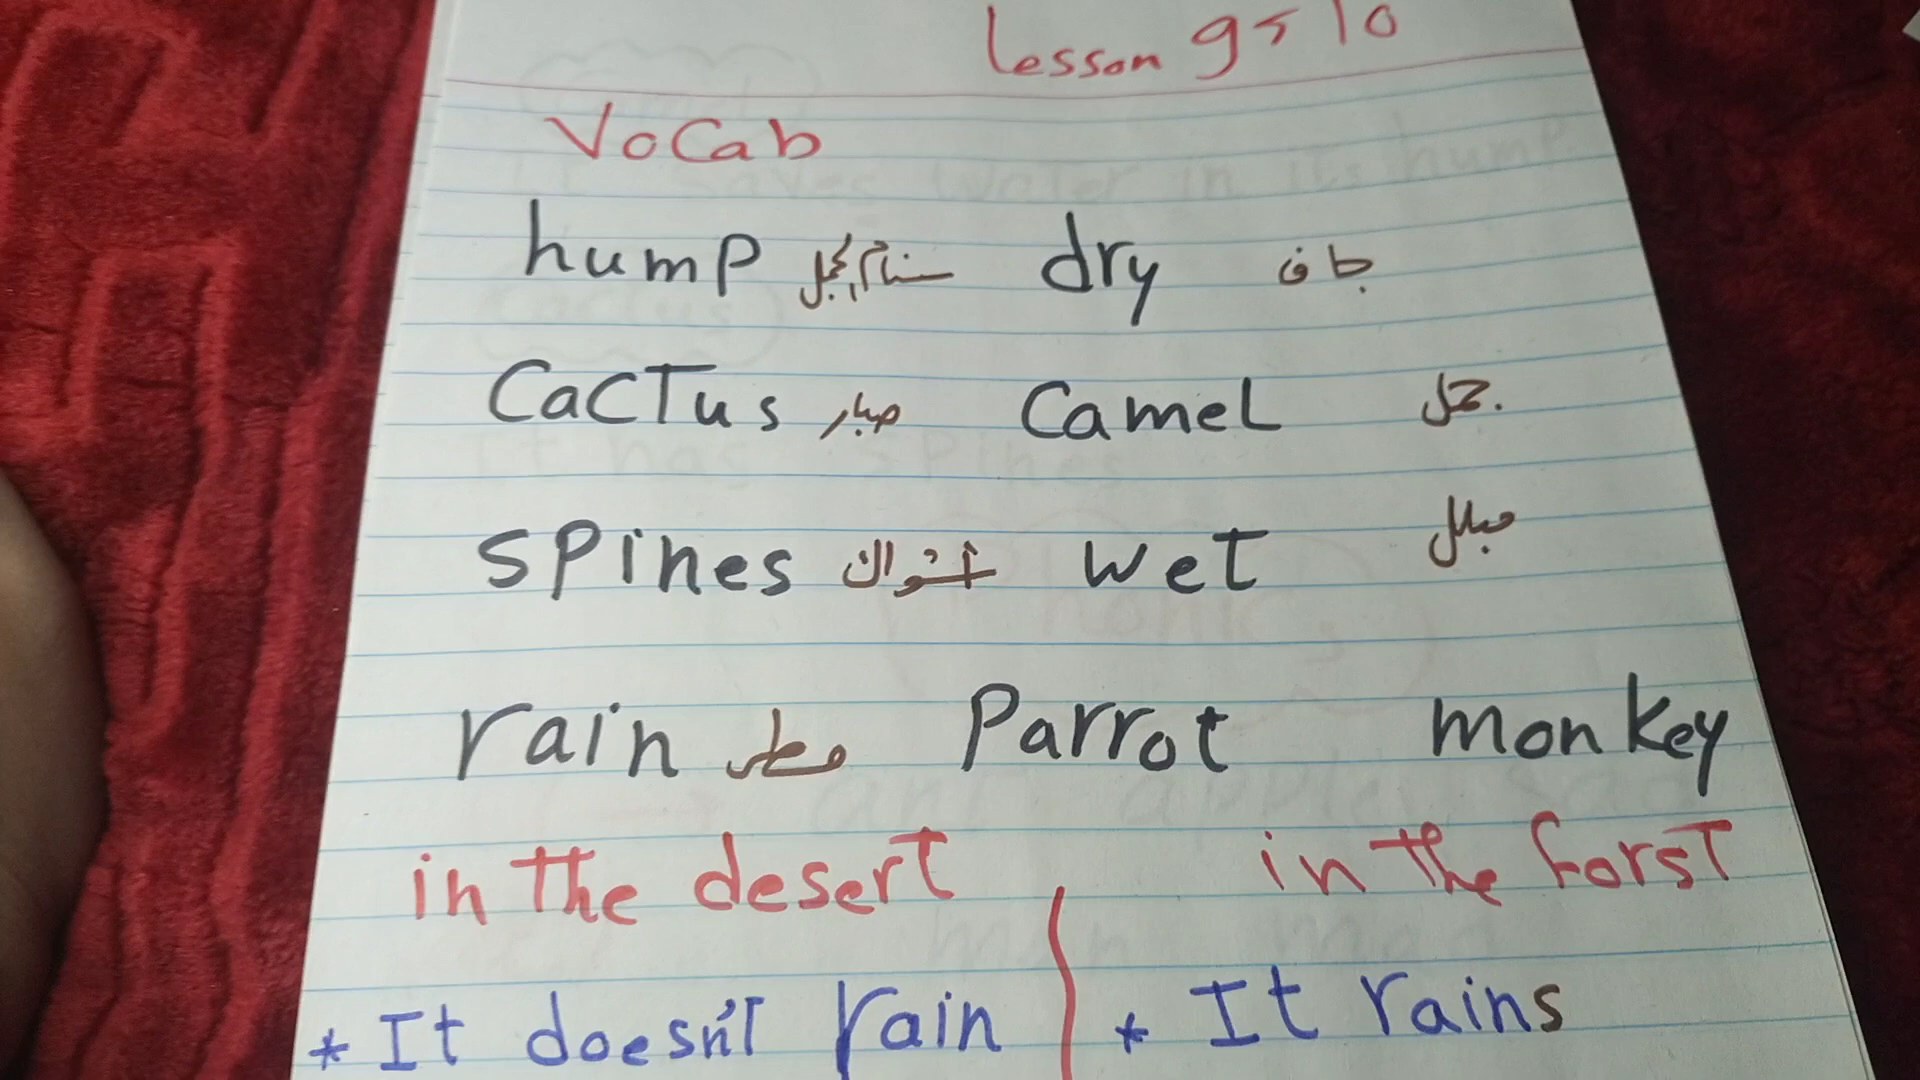 Lesson 9 5 10
Vocab
hump سنام الجمل dry جاف
Cactus صبار Camel جمل
spines أشواك wet مبلل
rain مطر Parrot monkey
in the desert in the forst
* It doesn't rain * It rains